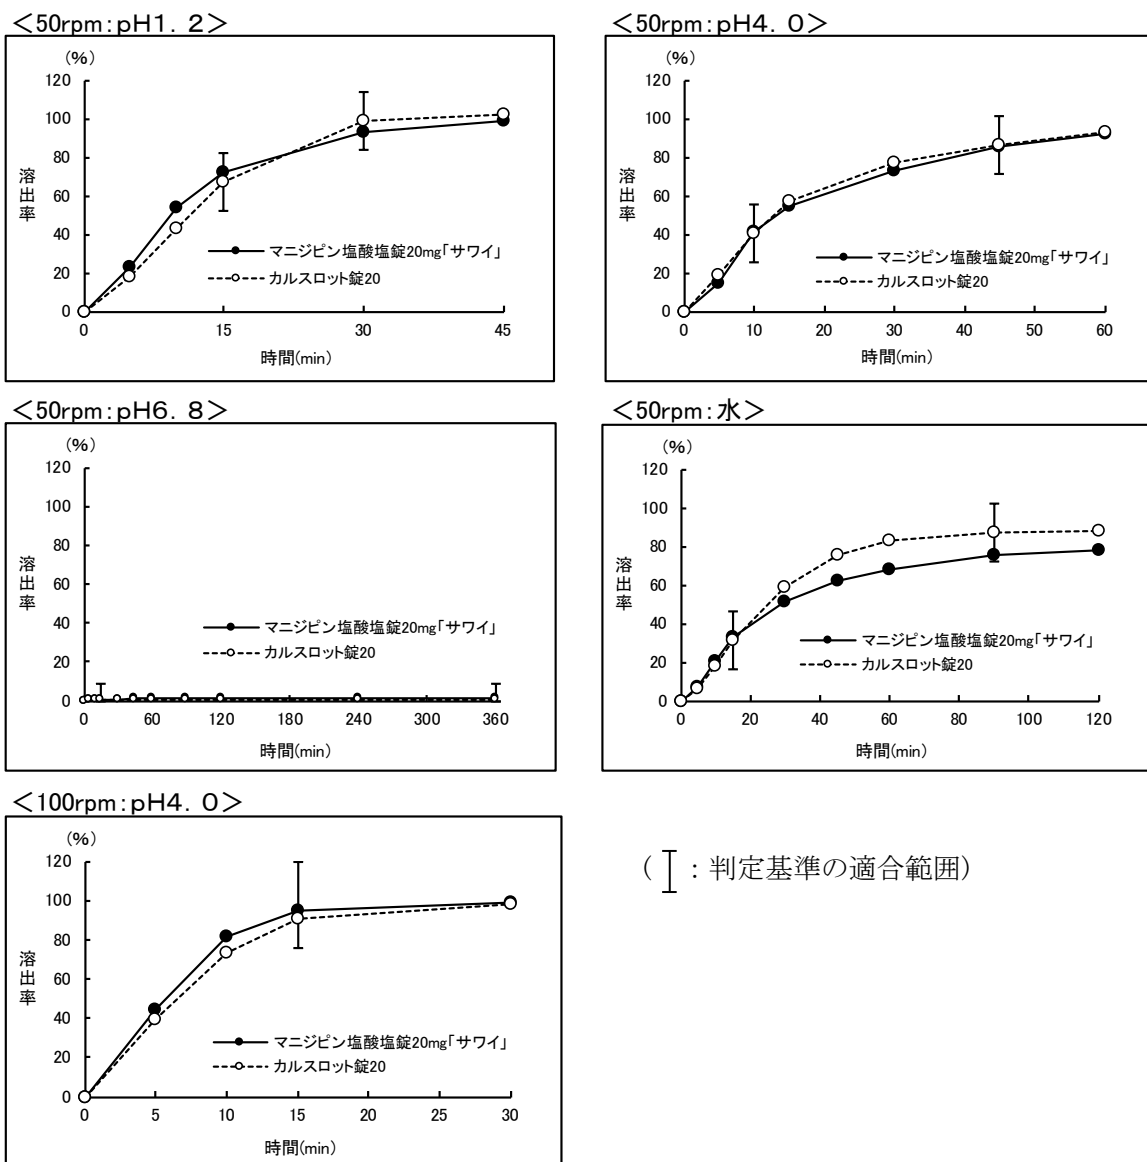 ＜50rpm：pH1．2＞
(%)
120
100
80
60
40
20
0
溶出率
マニジピン塩酸塩錠20mg｢サワイ｣
カルスロット錠20
0 15 30 45
時間(min)
＜50rpm：pH4．0＞
(%)
120
100
80
60
40
20
0
溶出率
マニジピン塩酸塩錠20mg｢サワイ｣
カルスロット錠20
0 10 20 30 40 50 60
時間(min)
＜50rpm：pH6．8＞
(%)
120
100
80
60
40
20
0
溶出率
マニジピン塩酸塩錠20mg｢サワイ｣
カルスロット錠20
0 60 120 180 240 300 360
時間(min)
＜50rpm：水＞
(%)
120
100
80
60
40
20
0
溶出率
マニジピン塩酸塩錠20mg｢サワイ｣
カルスロット錠20
0 20 40 60 80 100 120
時間(min)
＜100rpm：pH4．0＞
(%)
120
100
80
60
40
20
0
溶出率
マニジピン塩酸塩錠20mg｢サワイ｣
カルスロット錠20
0 5 10 15 20 25 30
時間(min)
( ：判定基準の適合範囲)